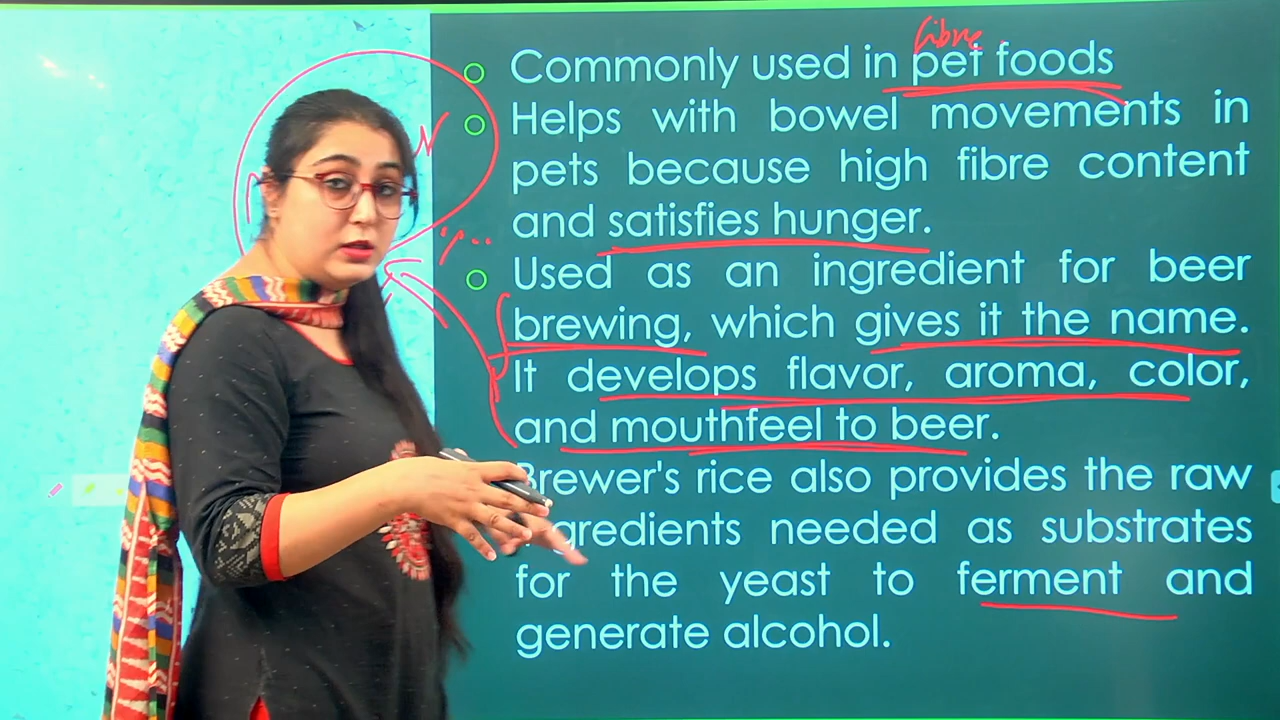 fibre
Commonly used in pet foods
Helps with bowel movements in
pets because high fibre content
and satisfies hunger.
Used as an ingredient for beer
brewing, which gives it the name.
It develops flavor, aroma, color,
and mouthfeel to beer.
Brewer's rice also provides the raw
ingredients needed as substrates
for the yeast to ferment and
generate alcohol.